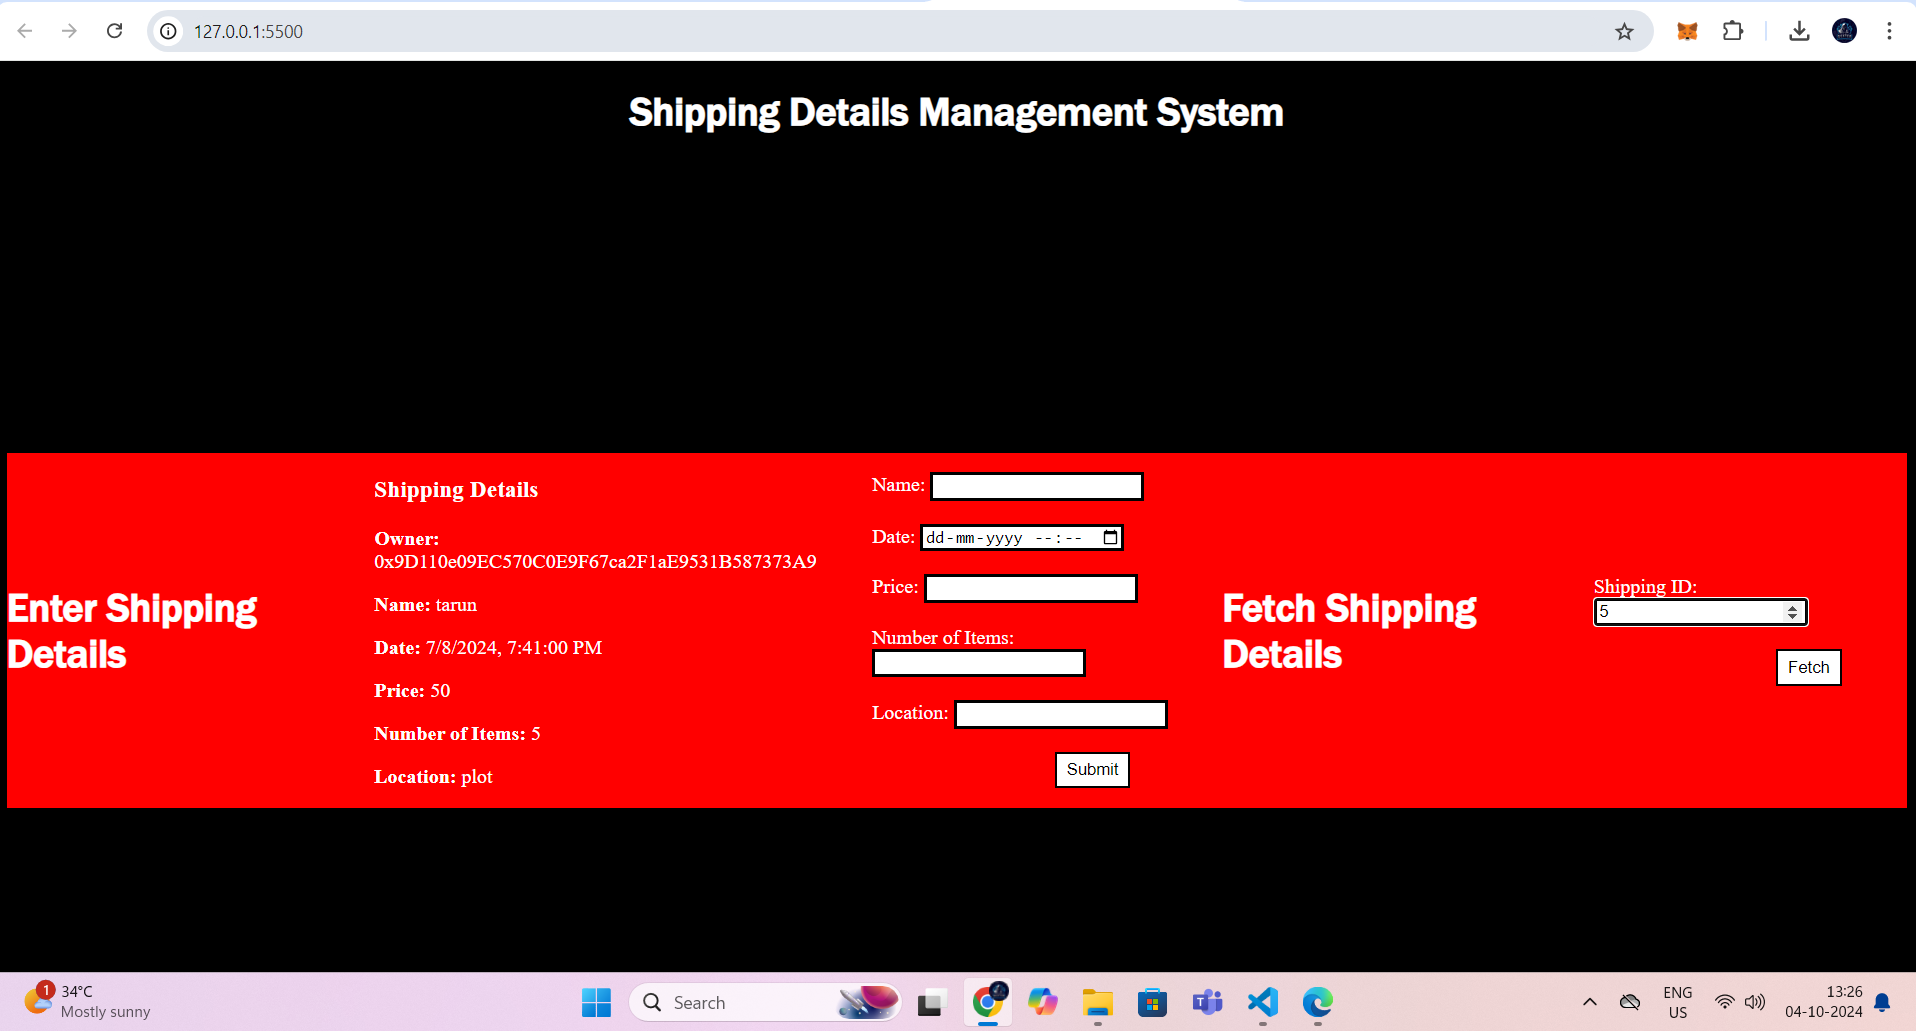 127.0.0.1:5500
Shipping Details Management System
Enter Shipping
Details
Shipping Details
Owner:
0x9D110e09EC570C0E9F67ca2F1aE9531B587373A9
Name: tarun
Date: 7/8/2024, 7:41:00 PM
Price: 50
Number of Items: 5
Location: plot
Name:
Date: dd-mm-yyyy --:--
Price:
Number of Items:
Location:
Submit
Fetch Shipping
Details
Shipping ID:
5
Fetch
1
34°C
Mostly sunny
Search
ENG
US
13:26
04-10-2024